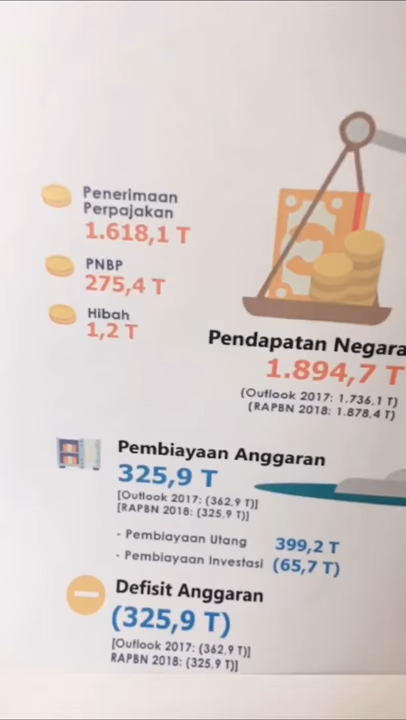 Penerimaan
Perpajakan
1.618,1 T
PNBP
275,4 T
Hibah
1,2 T
Pendapatan Negara
1.894,7 T
(Outlook 2017: 1.736,1 T)
(RAPBN 2018: 1.878,4 T)
Pembiayaan Anggaran
325,9 T
[Outlook 2017: (362,9 T)]
[RAPBN 2018: (325,9 T)]
- Pembiayaan Utang 399,2 T
- Pembiayaan Investasi (65,7 T)
Defisit Anggaran
(325,9 T)
[Outlook 2017: (362,9 T)]
RAPBN 2018: (325,9 T)]